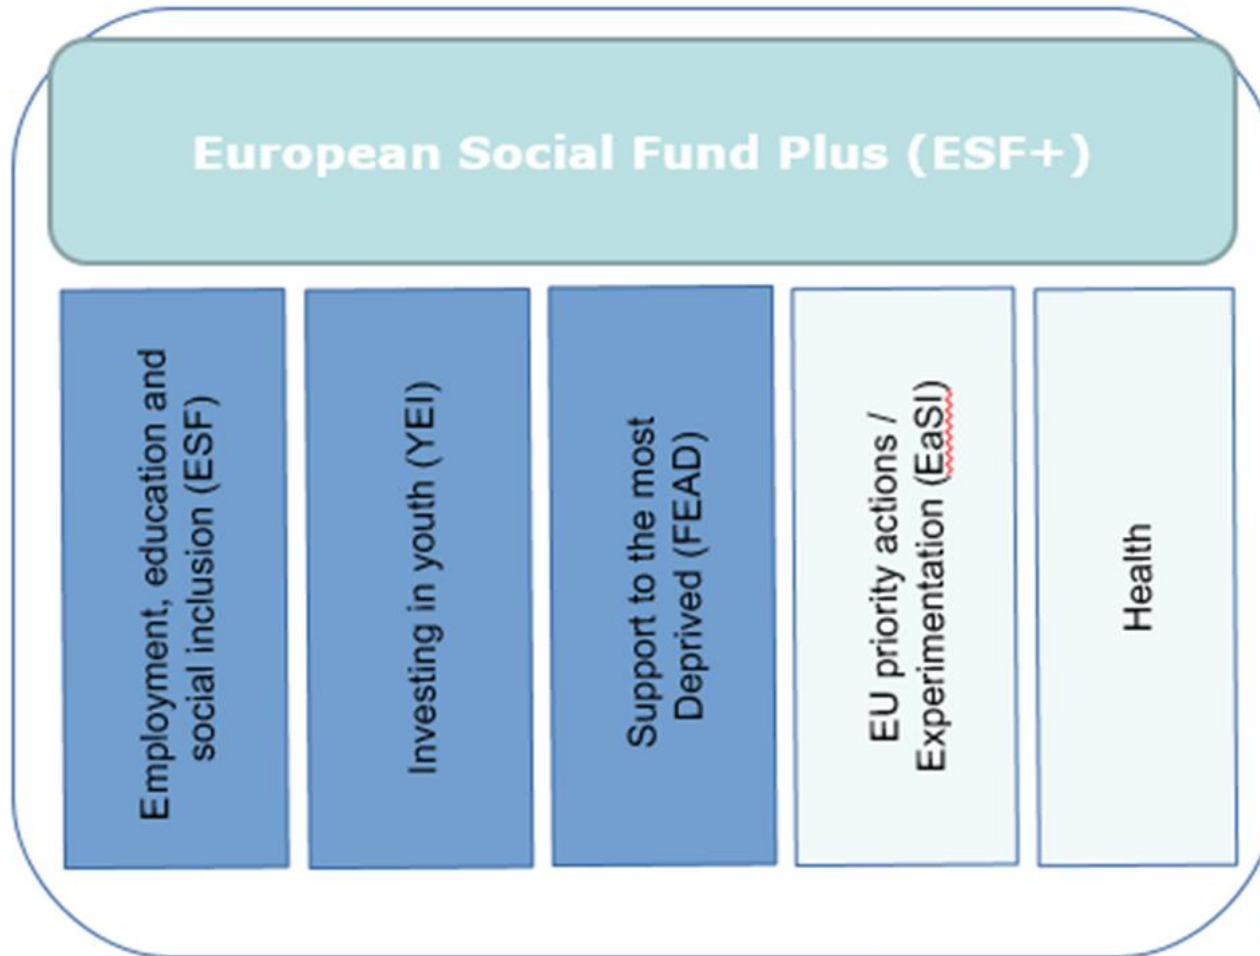 European Social Fund Plus (ESF+)
Employment, education and
social inclusion (ESF)
Investing in youth (YEI)
Support to the most
Deprived (FEAD)
EU priority actions /
Experimentation (EaSI)
Health